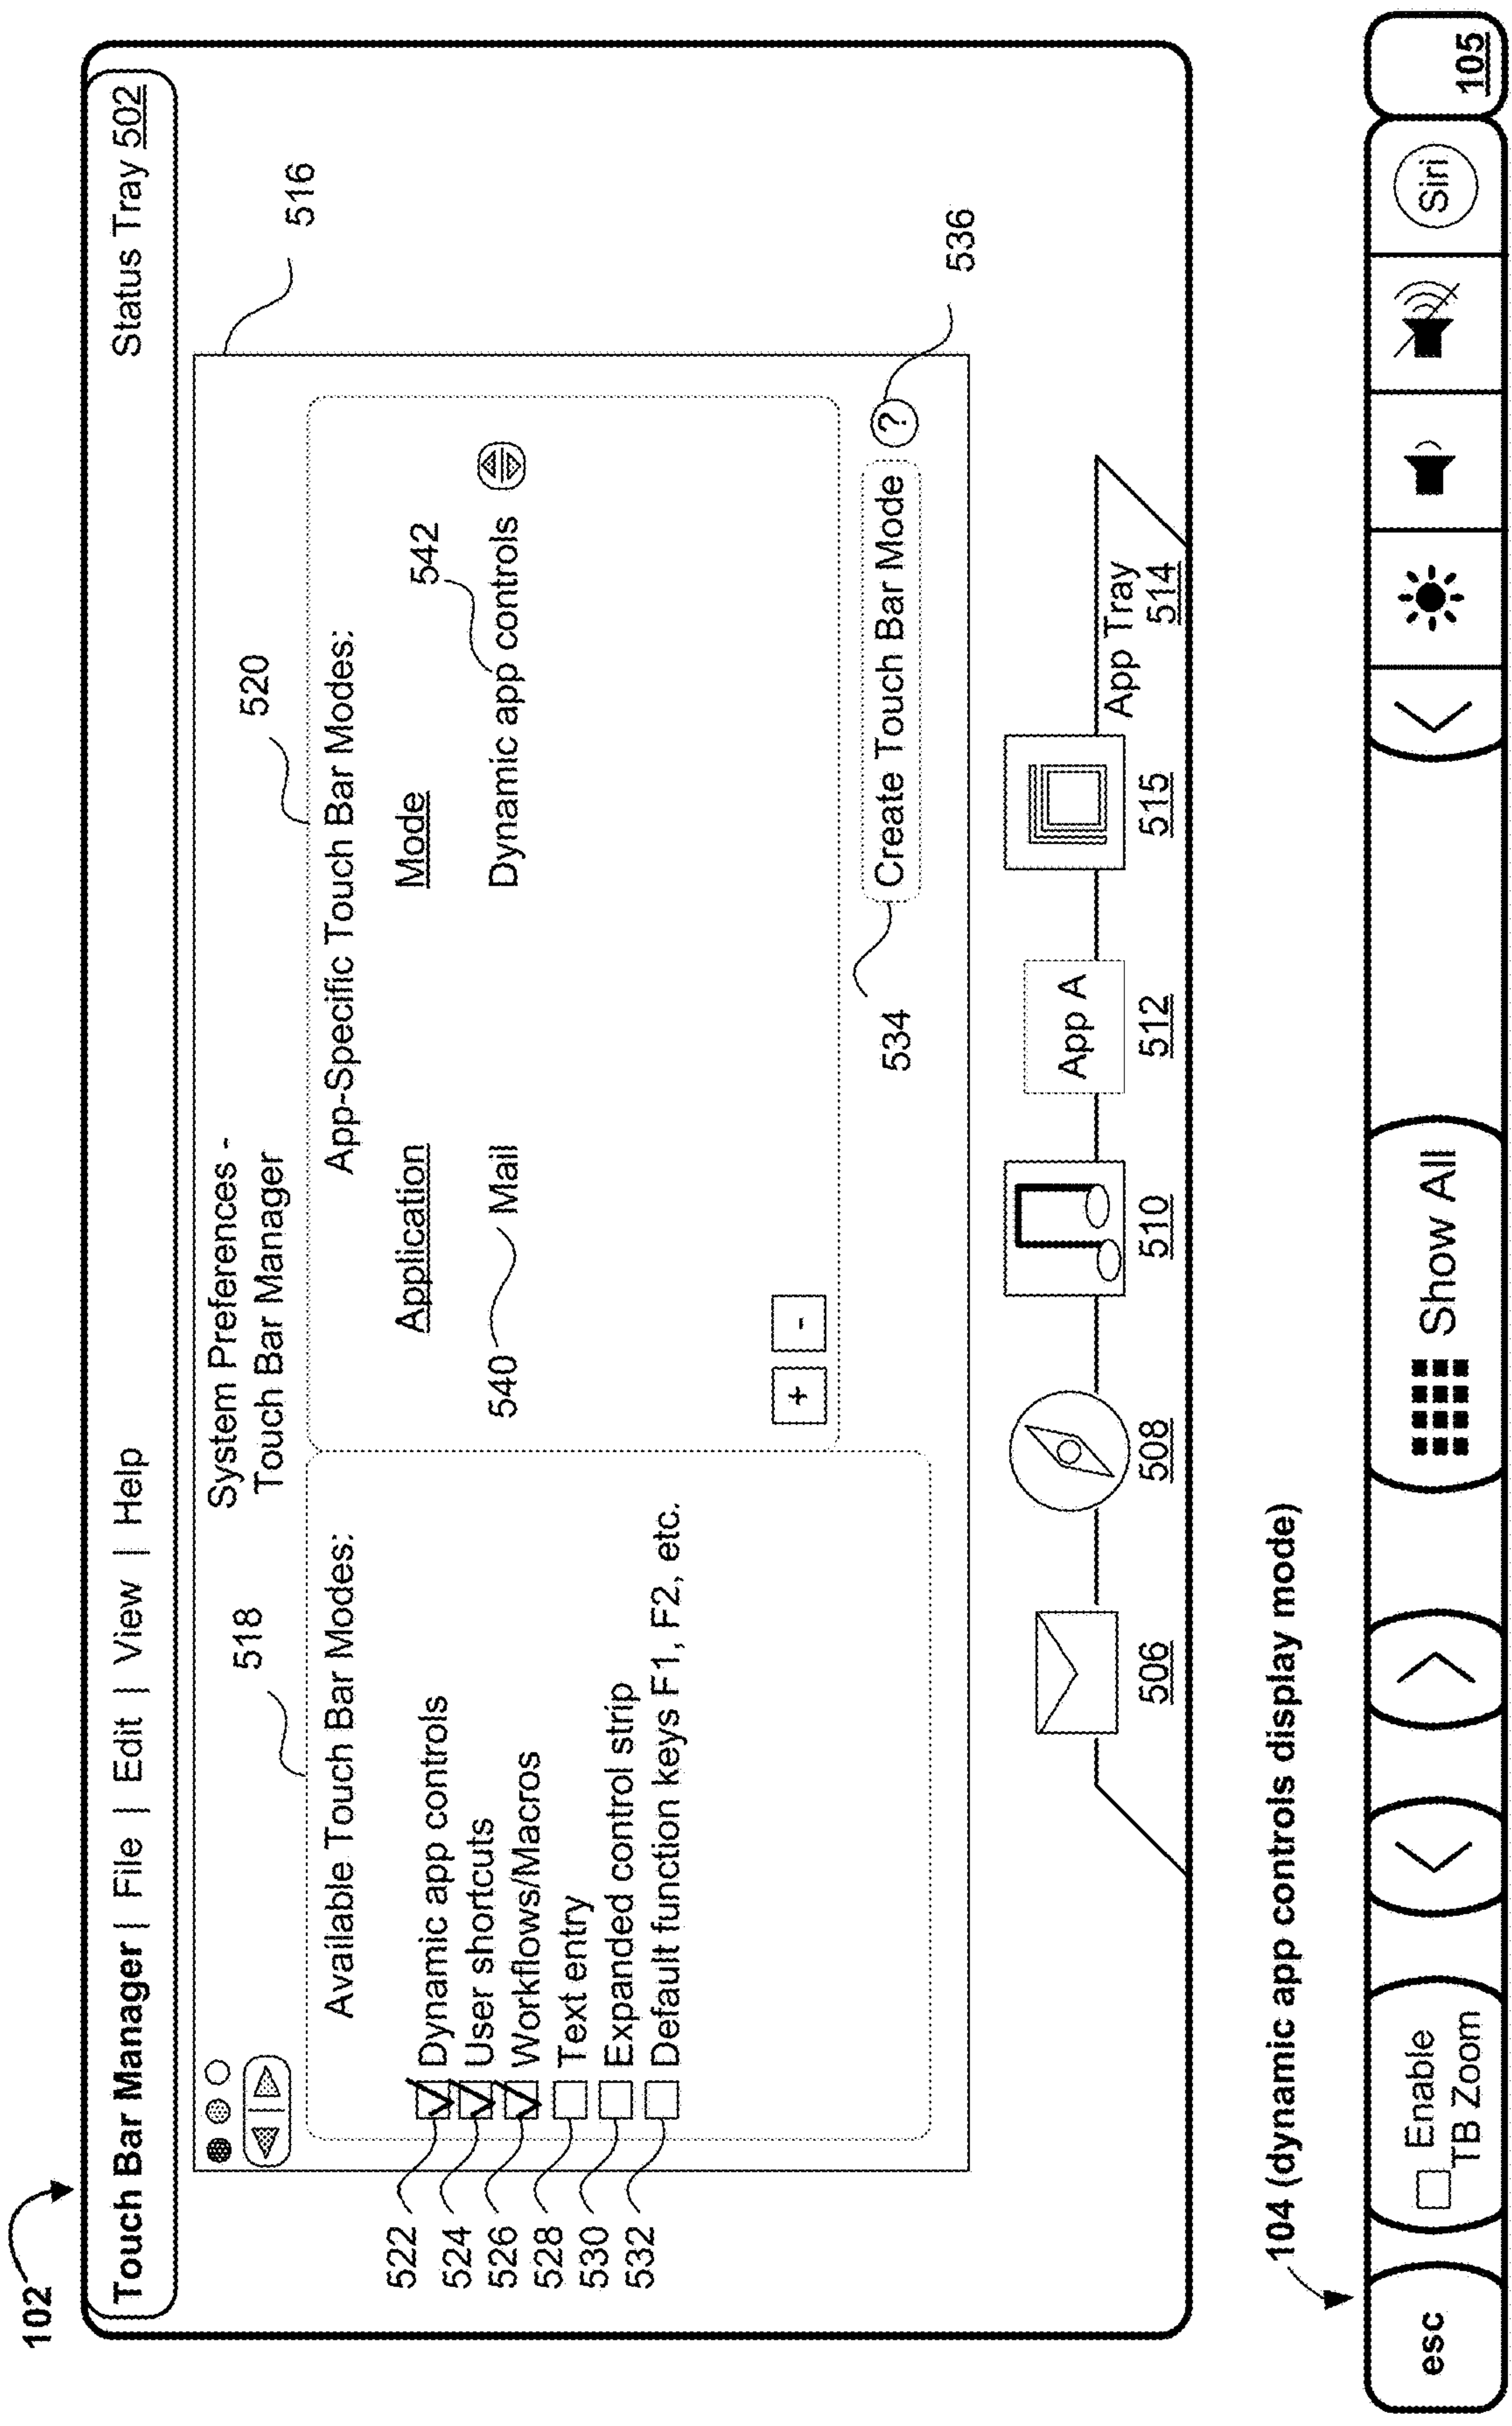 102
Touch Bar Manager | File | Edit | View | Help
Status Tray 502
System Preferences -
Touch Bar Manager
516
518
520
Available Touch Bar Modes:
522
Dynamic app controls
524
User shortcuts
526
Workflows/Macros
528
Text entry
530
Expanded control strip
532
Default function keys F1, F2, etc.
App-Specific Touch Bar Modes:
Application
Mode
542
540
Mail
Dynamic app controls
+
-
534
Create Touch Bar Mode
?
536
App A
App Tray
506
508
510
512
515
514
104 (dynamic app controls display mode)
esc
Enable
TB Zoom
Show All
Siri
105